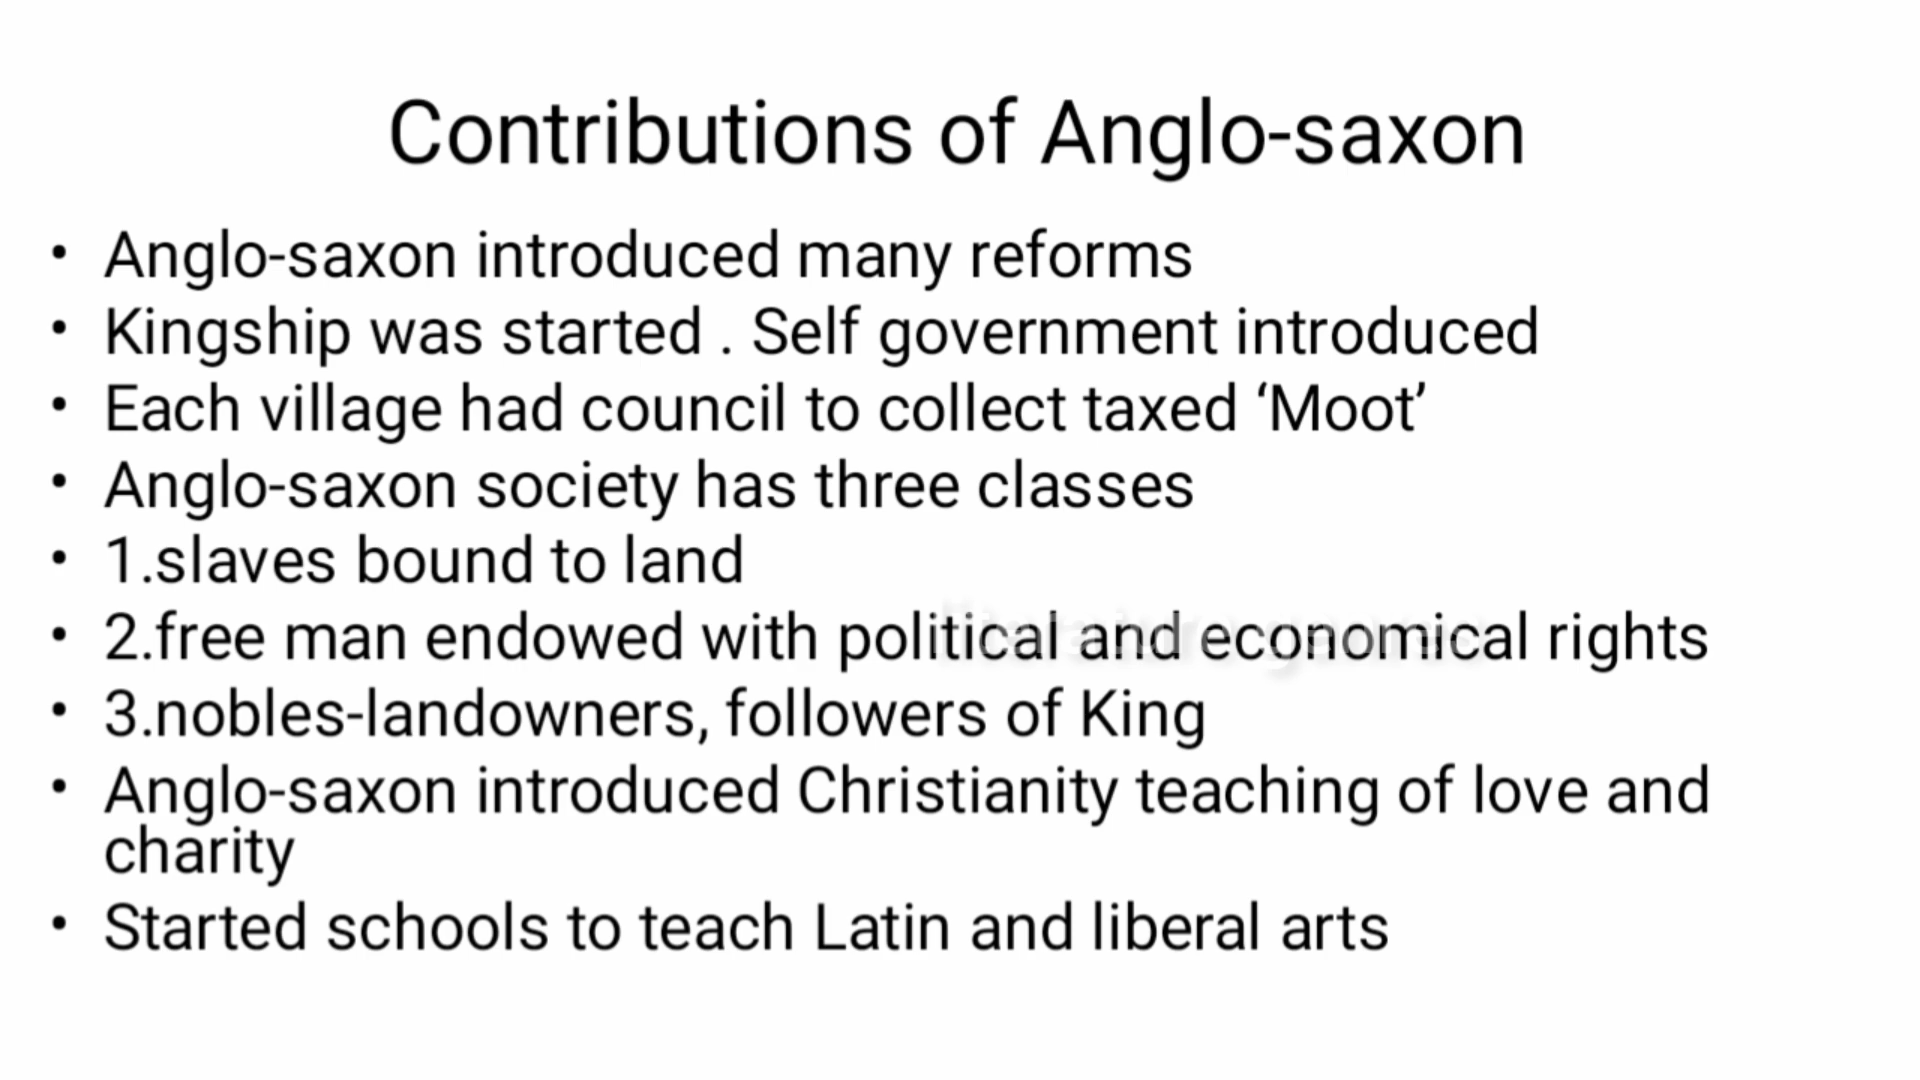 Contributions of Anglo-saxon
• Anglo-saxon introduced many reforms
• Kingship was started . Self government introduced
• Each village had council to collect taxed ‘Moot’
• Anglo-saxon society has three classes
• 1.slaves bound to land
• 2.free man endowed with political and economical rights
• 3.nobles-landowners, followers of King
• Anglo-saxon introduced Christianity teaching of love and
charity
• Started schools to teach Latin and liberal arts